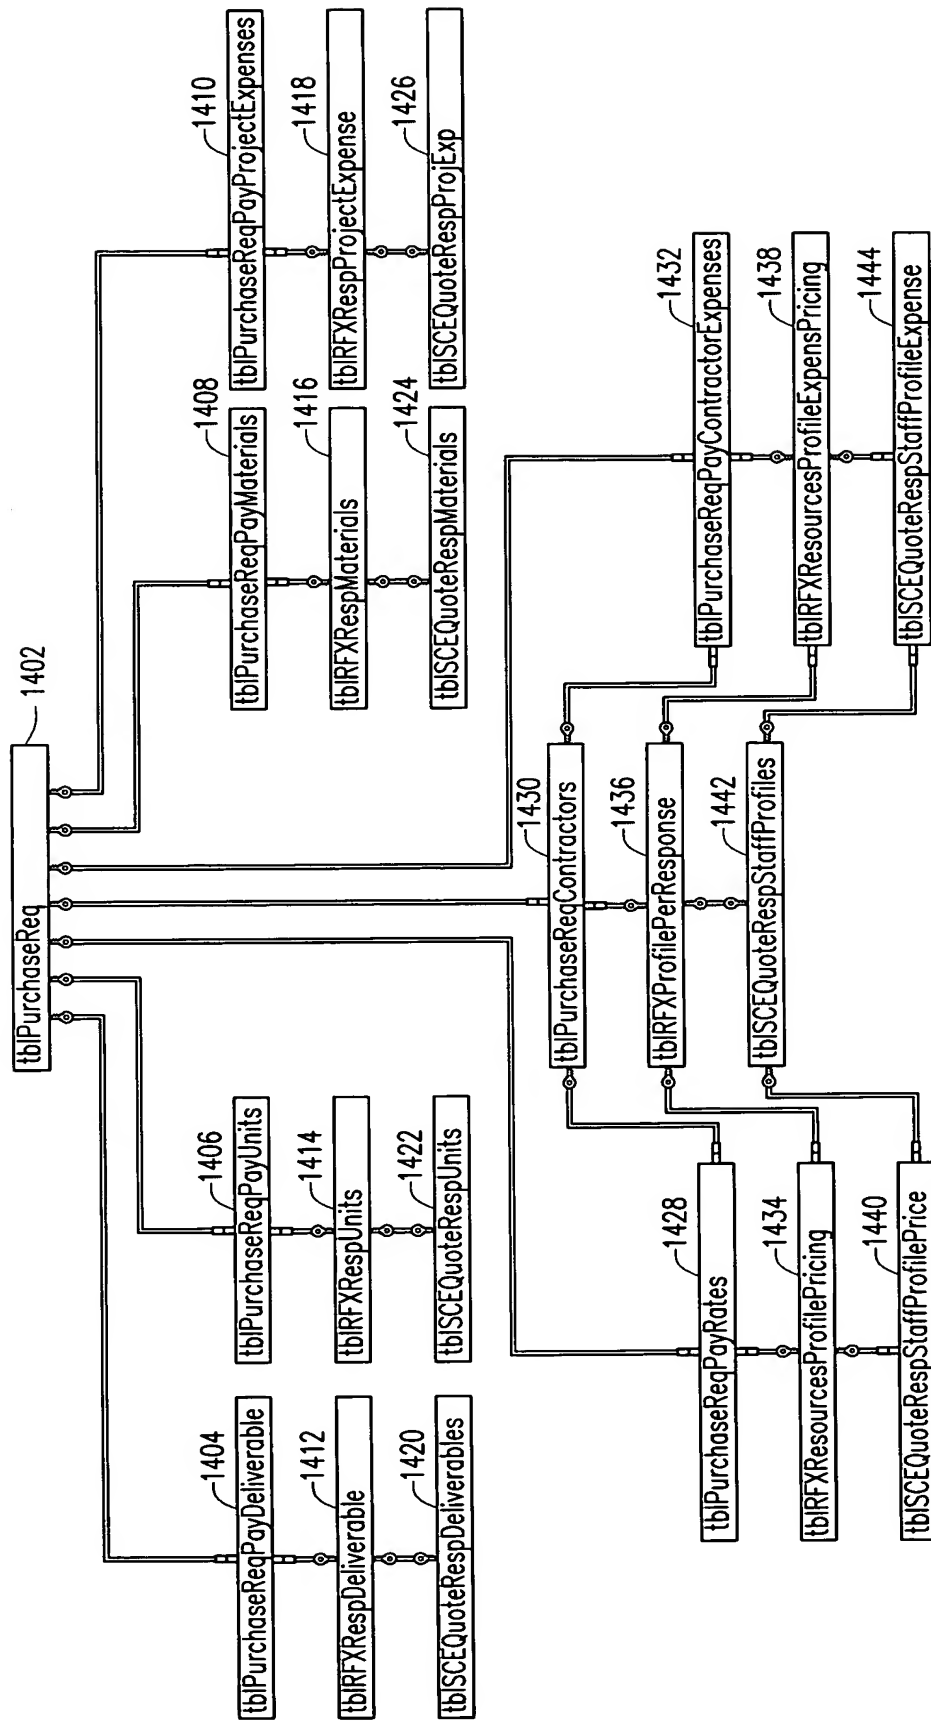 1402
tblPurchaseReq
1404
tblPurchaseReqPayDeliverable
1406
tblPurchaseReqPayUnits
1408
tblPurchaseReqPayMaterials
1410
tblPurchaseReqPayProjectExpenses
1412
tblRFXRespDeliverable
1414
tblRFXRespUnits
1416
tblRFXRespMaterials
1418
tblRFXRespProjectExpense
1420
tblSCEQuoteRespDeliverables
1422
tblSCEQuoteRespUnits
1424
tblSCEQuoteRespMaterials
1426
tblSCEQuoteRespProjExp
1428
tblPurchaseReqPayRates
1430
tblPurchaseReqContractors
1432
tblPurchaseReqPayContractorExpenses
1434
tblRFXResourcesProfilePricing
1436
tblRFXProfilePerResponse
1438
tblRFXResourcesProfileExpensPricing
1440
tblSCEQuoteRespStaffProfilePrice
1442
tblSCEQuoteRespStaffProfiles
1444
tblSCEQuoteRespStaffProfileExpense